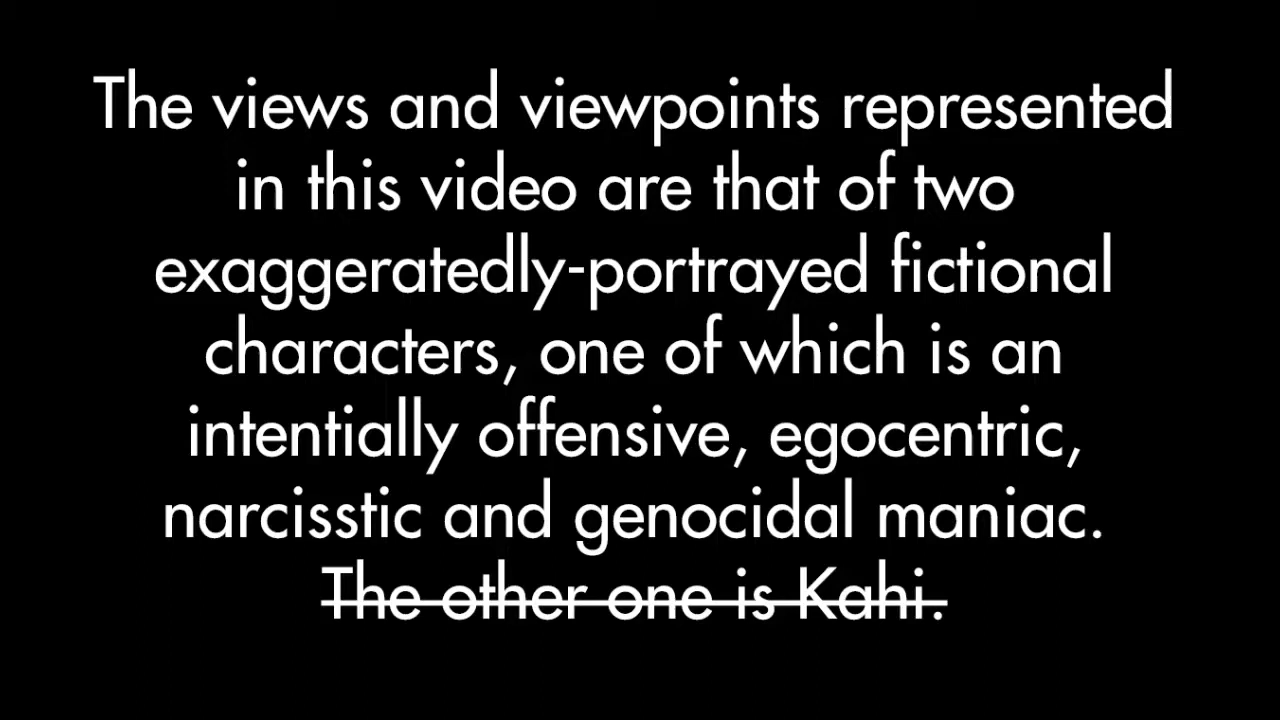 The views and viewpoints represented
in this video are that of two
exaggeratedly-portrayed fictional
characters, one of which is an
intentially offensive, egocentric,
narcisstic and genocidal maniac.
The other one is Kahi.